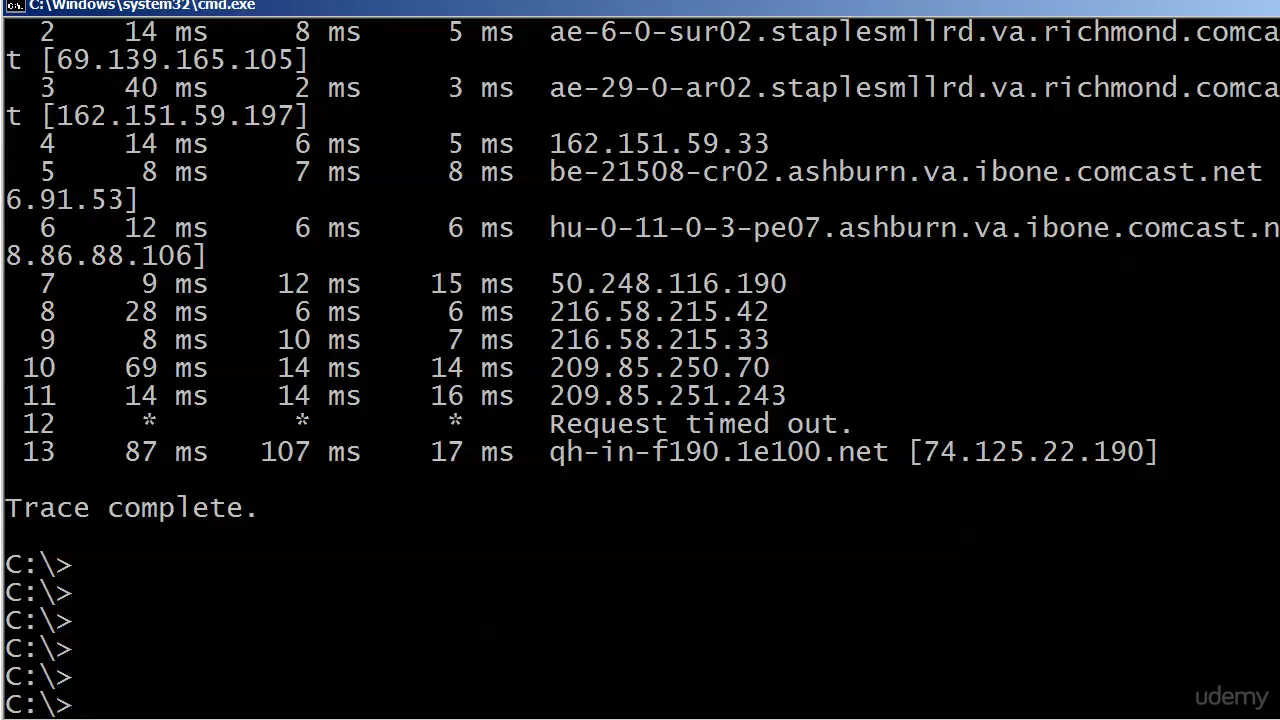 C:\Windows\system32\cmd.exe
2 14 ms 8 ms 5 ms ae-6-0-sur02.staplesmllrd.va.richmond.comca
t [69.139.165.105]
3 40 ms 2 ms 3 ms ae-29-0-ar02.staplesmllrd.va.richmond.comca
t [162.151.59.197]
4 14 ms 6 ms 5 ms 162.151.59.33
5 8 ms 7 ms 8 ms be-21508-cr02.ashburn.va.ibone.comcast.net
6.91.53]
6 12 ms 6 ms 6 ms hu-0-11-0-3-pe07.ashburn.va.ibone.comcast.n
8.86.88.106]
7 9 ms 12 ms 15 ms 50.248.116.190
8 28 ms 6 ms 6 ms 216.58.215.42
9 8 ms 10 ms 7 ms 216.58.215.33
10 69 ms 14 ms 14 ms 209.85.250.70
11 14 ms 14 ms 16 ms 209.85.251.243
12 * * * Request timed out.
13 87 ms 107 ms 17 ms qh-in-f190.1e100.net [74.125.22.190]
Trace complete.
C:\>
C:\>
C:\>
C:\>
C:\>
C:\>
udemy